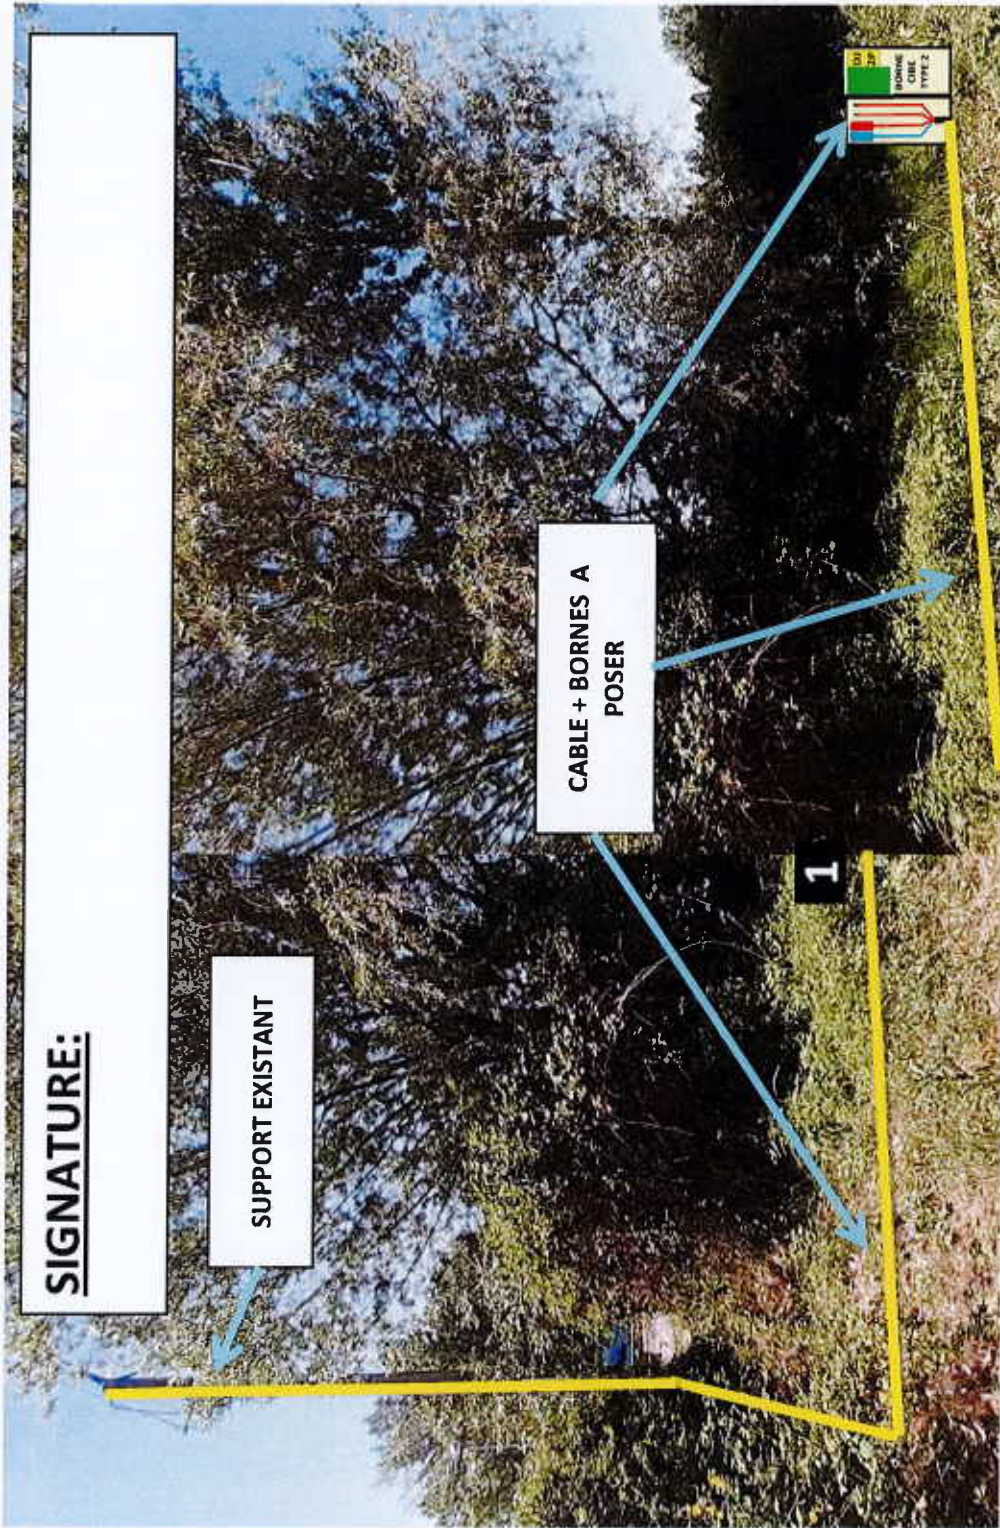 SIGNATURE:
SUPPORT EXISTANT
CABLE + BORNES A
POSER
1
BORNE
CIBE
TYPE 2